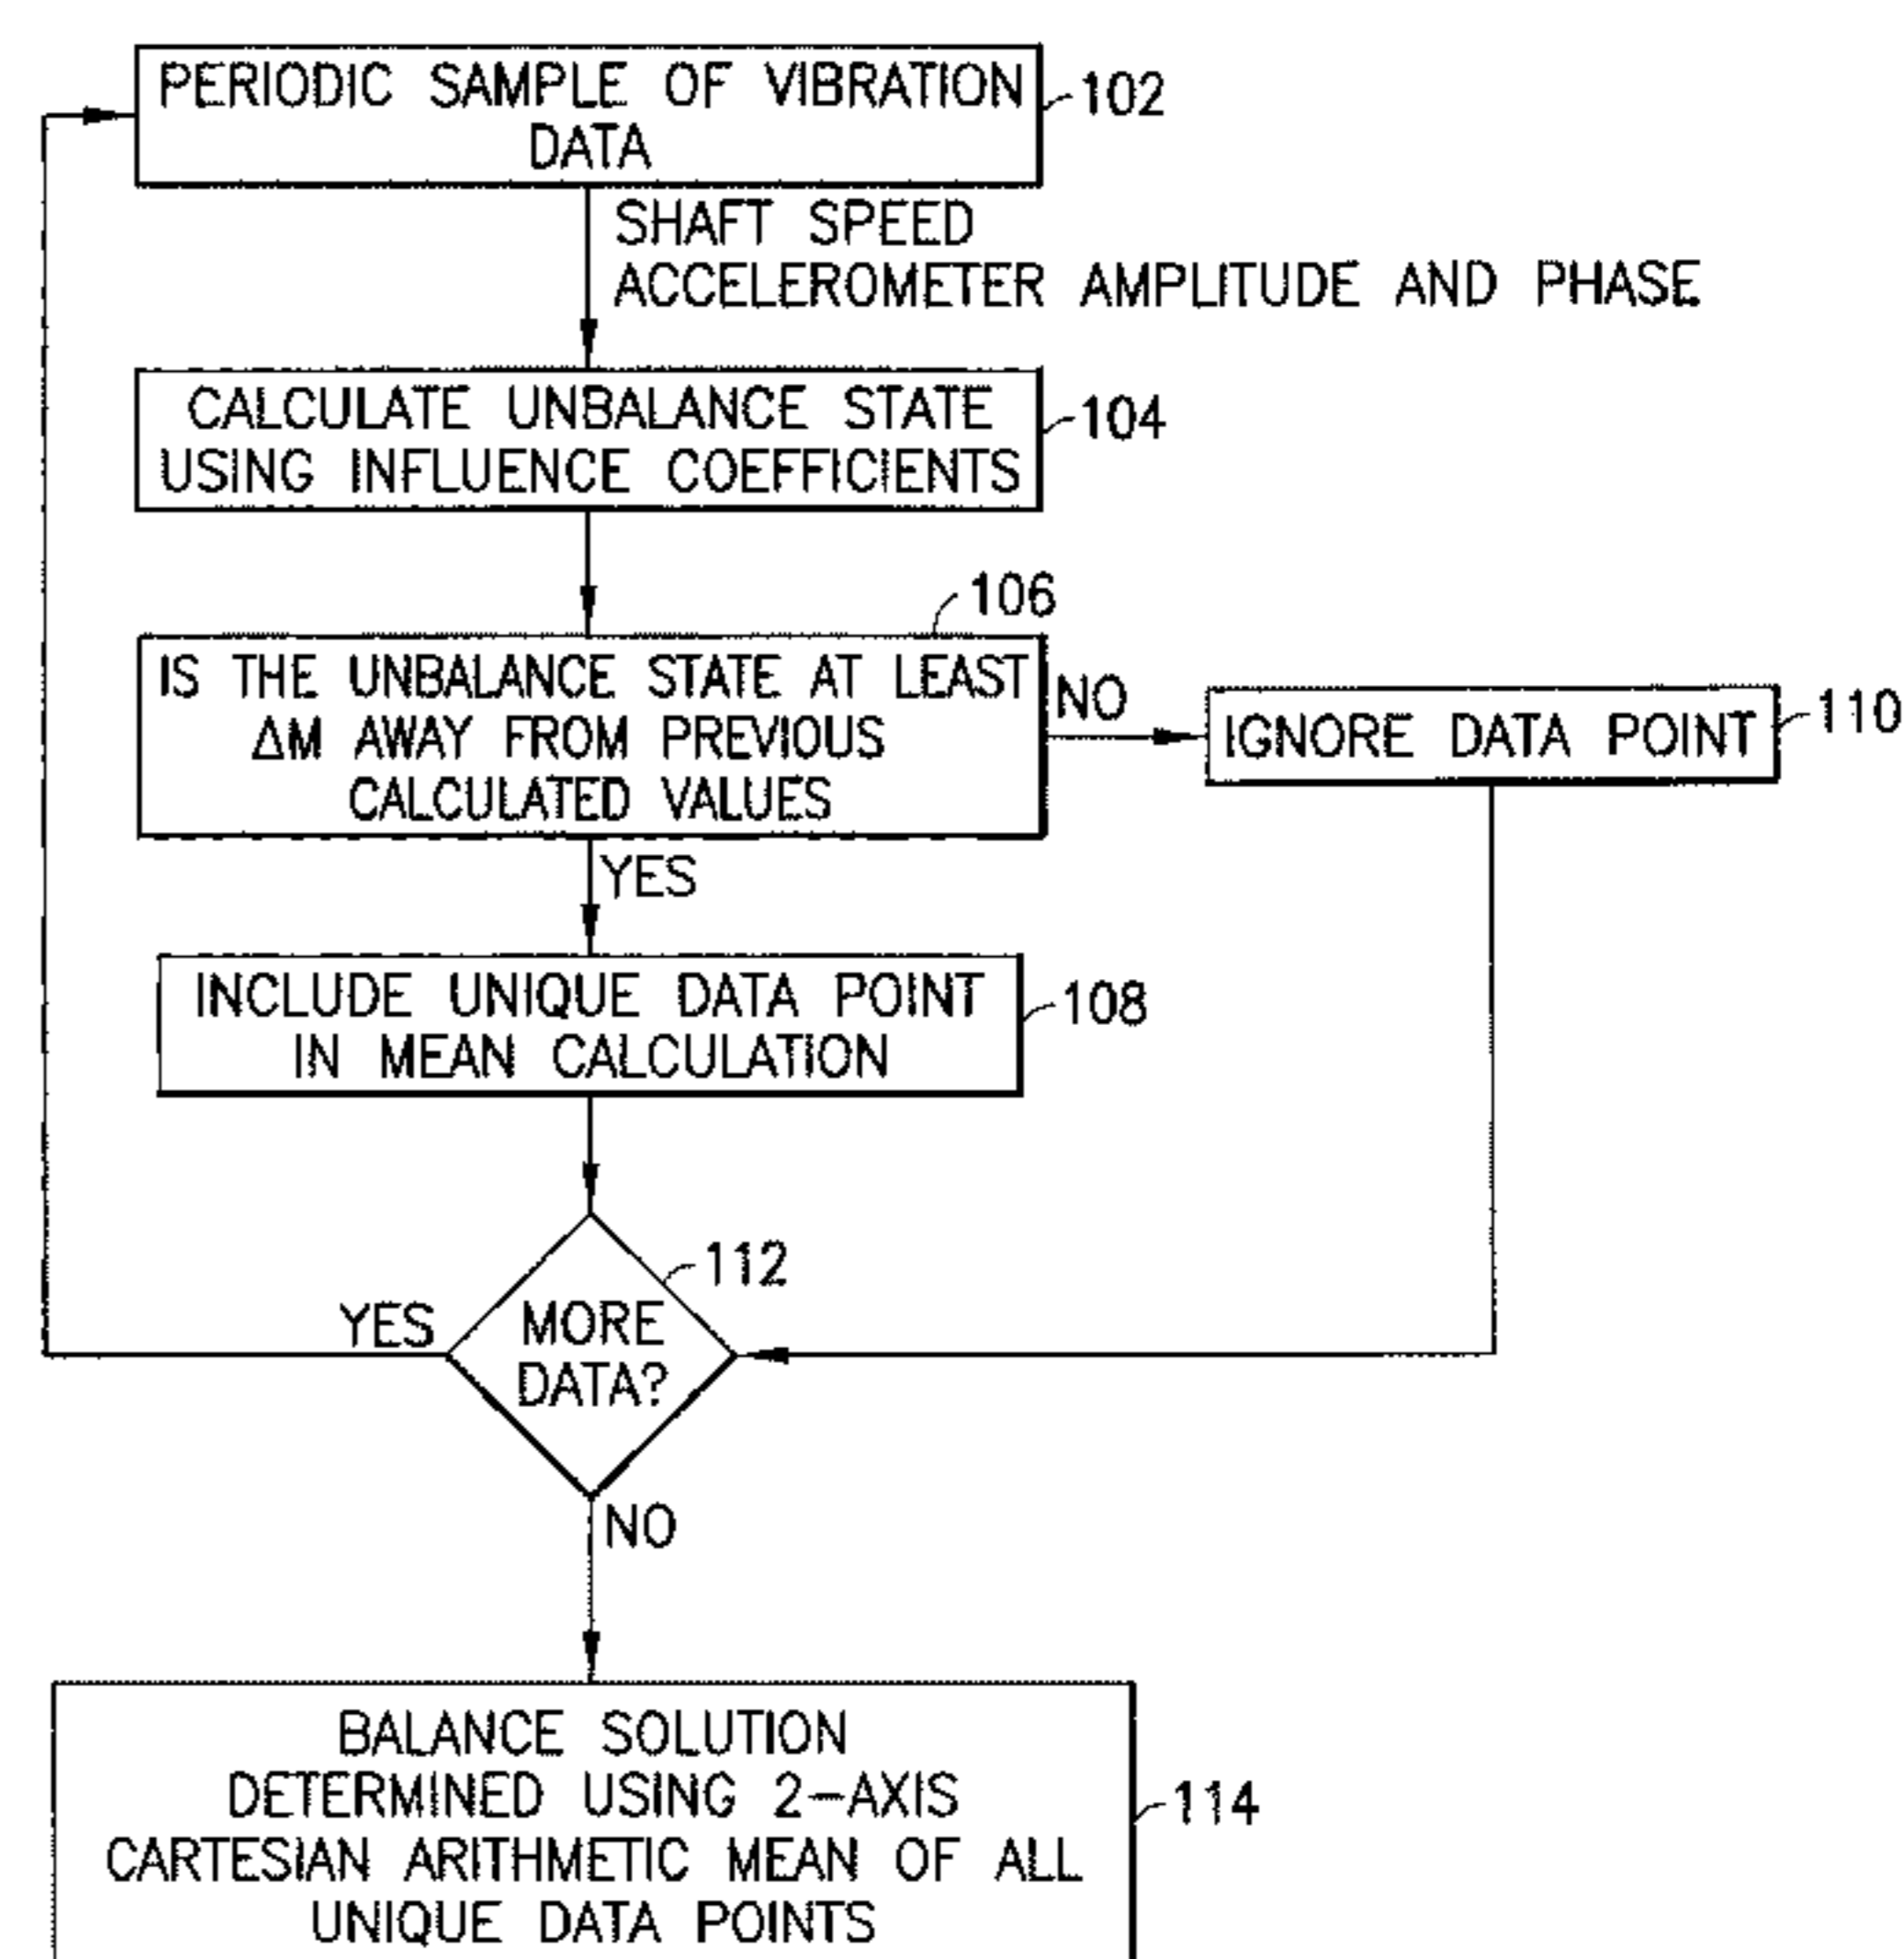 PERIODIC SAMPLE OF VIBRATION
DATA
102
SHAFT SPEED
ACCELEROMETER AMPLITUDE AND PHASE
CALCULATE UNBALANCE STATE
USING INFLUENCE COEFFICIENTS
104
106
IS THE UNBALANCE STATE AT LEAST
ΔM AWAY FROM PREVIOUS
CALCULATED VALUES
NO
IGNORE DATA POINT
110
YES
INCLUDE UNIQUE DATA POINT
IN MEAN CALCULATION
108
112
YES
MORE
DATA?
NO
BALANCE SOLUTION
DETERMINED USING 2-AXIS
CARTESIAN ARITHMETIC MEAN OF ALL
UNIQUE DATA POINTS
114